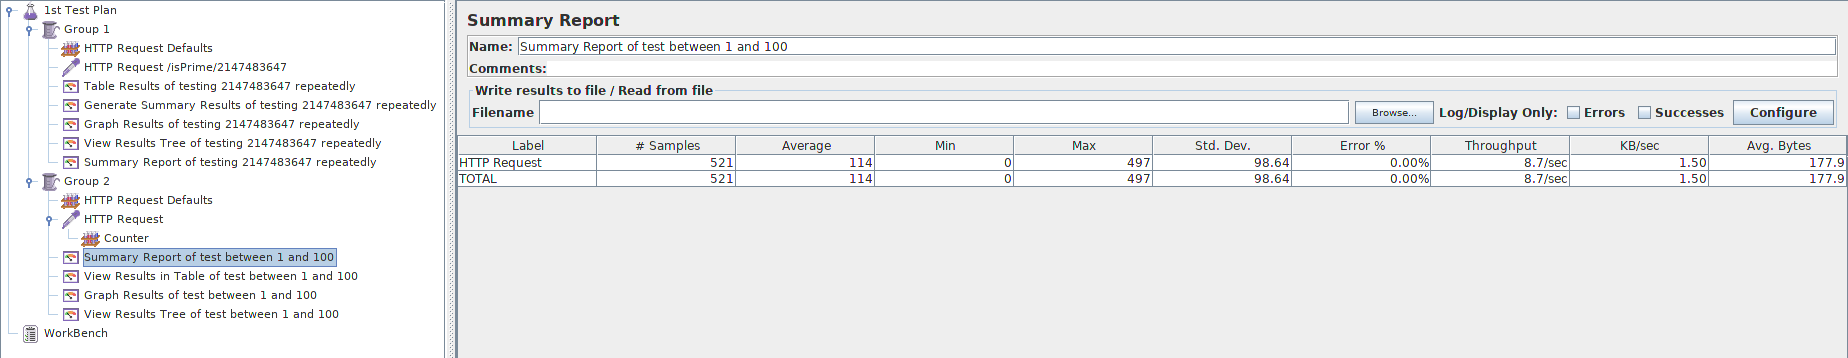 1st Test Plan
Group 1
HTTP Request Defaults
HTTP Request /isPrime/2147483647
Table Results of testing 2147483647 repeatedly
Generate Summary Results of testing 2147483647 repeatedly
Graph Results of testing 2147483647 repeatedly
View Results Tree of testing 2147483647 repeatedly
Summary Report of testing 2147483647 repeatedly
Group 2
HTTP Request Defaults
HTTP Request
Counter
Summary Report of test between 1 and 100
View Results in Table of test between 1 and 100
Graph Results of test between 1 and 100
View Results Tree of test between 1 and 100
WorkBench
Summary Report
Name: Summary Report of test between 1 and 100
Comments:
Write results to file / Read from file
Filename Browse... Log/Display Only: Errors Successes Configure
Label # Samples Average Min Max Std. Dev. Error % Throughput KB/sec Avg. Bytes
HTTP Request 521 114 0 497 98.64 0.00% 8.7/sec 1.50 177.9
TOTAL 521 114 0 497 98.64 0.00% 8.7/sec 1.50 177.9